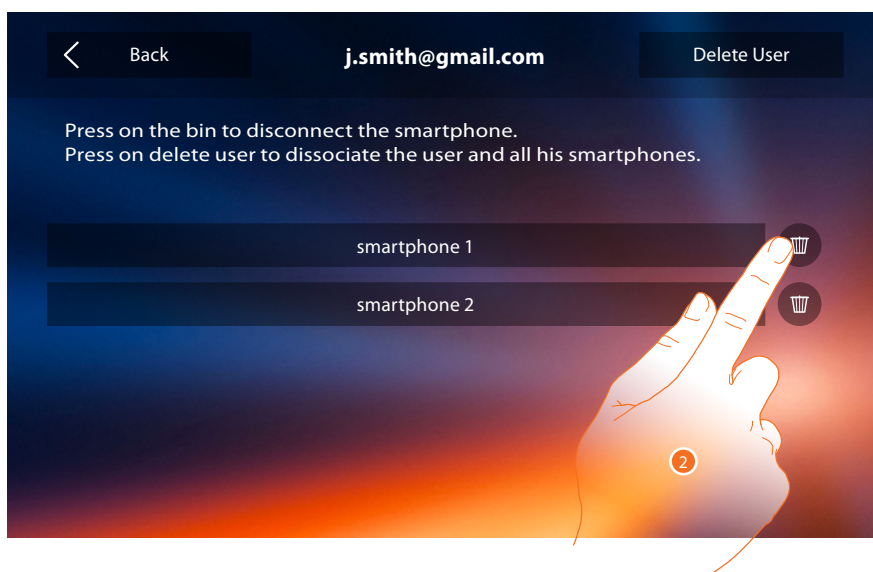 Back
j.smith@gmail.com
Delete User
Press on the bin to disconnect the smartphone.
Press on delete user to dissociate the user and all his smartphones.
smartphone 1
smartphone 2
2